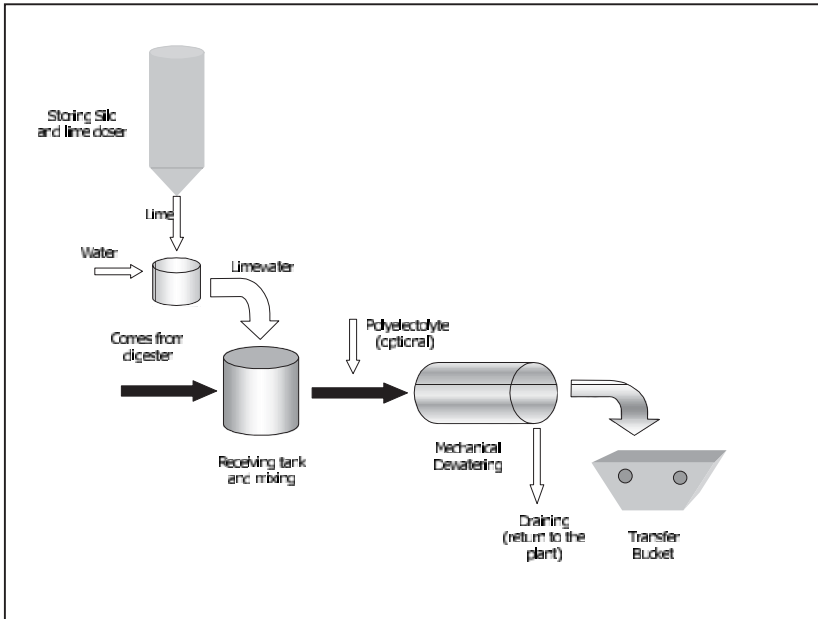 Storing Silo
and lime doser
Lime
Water
Limewater
Comes from
digester
Polyelectolyte
(optional)
Receiving tank
and mixing
Mechanical
Dewatering
Draining
(return to the
plant)
Transfer
Bucket